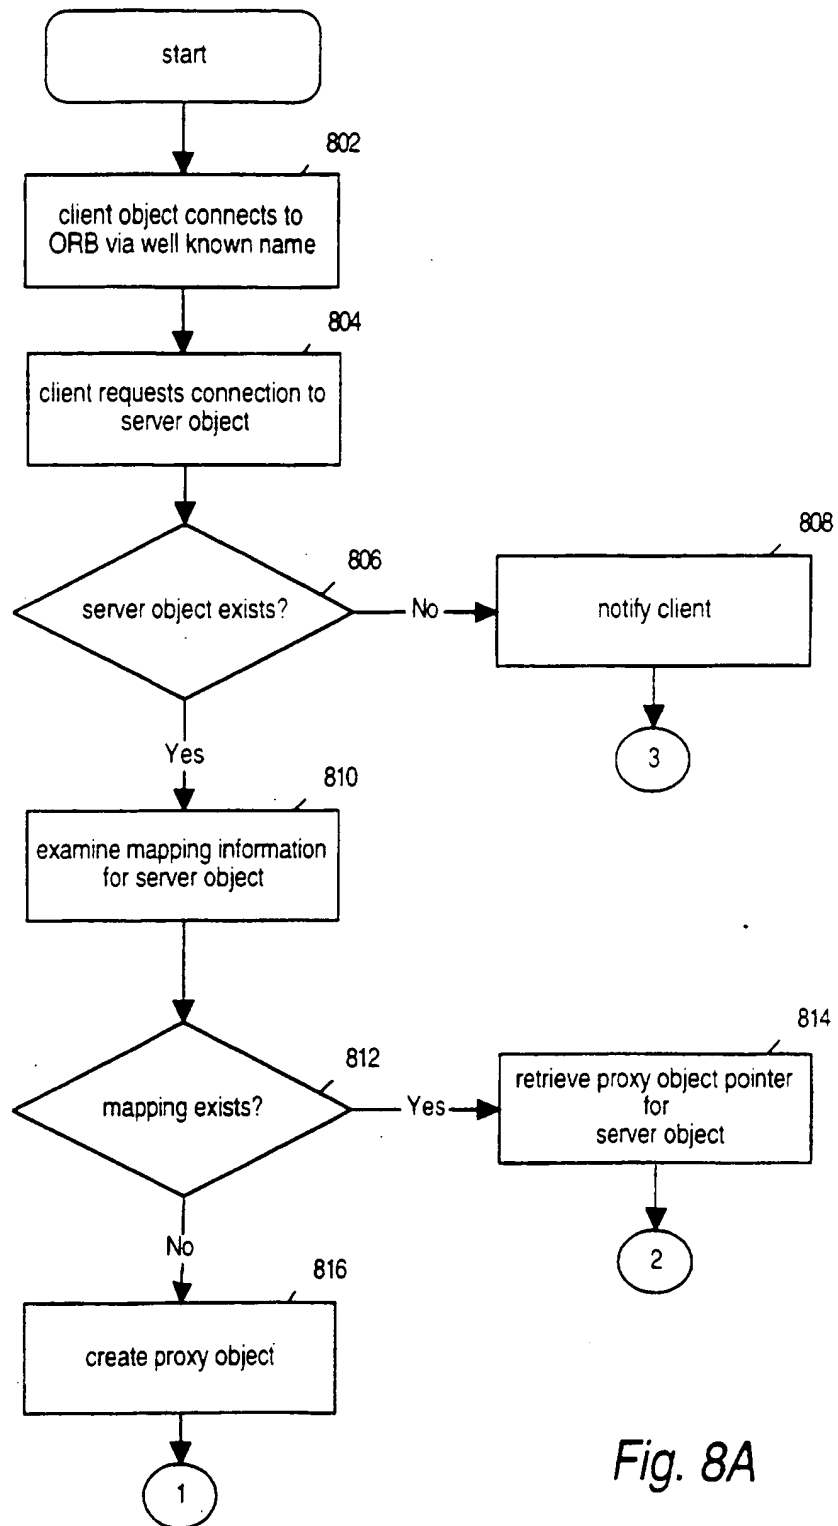 start
802
client object connects to
ORB via well known name
804
client requests connection to
server object
806
server object exists?
No
808
notify client
3
Yes
810
examine mapping information
for server object
812
mapping exists?
Yes
814
retrieve proxy object pointer
for
server object
2
No
816
create proxy object
1
Fig. 8A